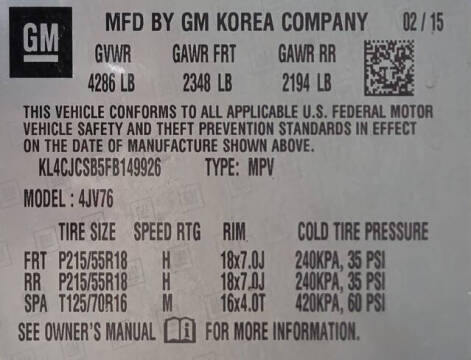 GM MFD BY GM KOREA COMPANY 02/15
GVWR GAWR FRT GAWR RR
4286 LB 2348 LB 2194 LB
THIS VEHICLE CONFORMS TO ALL APPLICABLE U.S. FEDERAL MOTOR
VEHICLE SAFETY AND THEFT PREVENTION STANDARDS IN EFFECT
ON THE DATE OF MANUFACTURE SHOWN ABOVE.
KL4CJCSB5FB149926 TYPE: MPV
MODEL: 4JV76
TIRE SIZE SPEED RTG RIM COLD TIRE PRESSURE
FRT P215/55R18 H 18x7.0J 240KPA, 35 PSI
RR P215/55R18 H 18x7.0J 240KPA, 35 PSI
SPA T125/70R16 M 16x4.0T 420KPA, 60 PSI
SEE OWNER'S MANUAL FOR MORE INFORMATION.